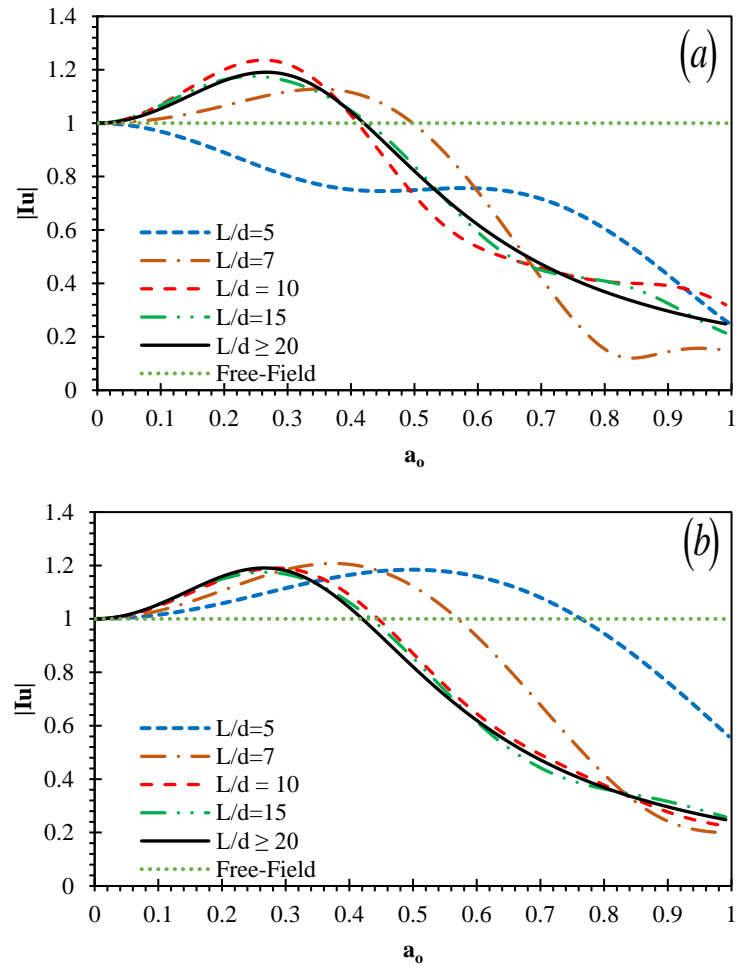 (a)
1.4
1.2
1
0.8
0.6
0.4
0.2
0
|Iu|
L/d=5
L/d=7
L/d = 10
L/d=15
L/d ≥ 20
Free-Field
0 0.1 0.2 0.3 0.4 0.5 0.6 0.7 0.8 0.9 1
a₀
(b)
1.4
1.2
1
0.8
0.6
0.4
0.2
0
|Iu|
L/d=5
L/d=7
L/d = 10
L/d=15
L/d ≥ 20
Free-Field
0 0.1 0.2 0.3 0.4 0.5 0.6 0.7 0.8 0.9 1
a₀